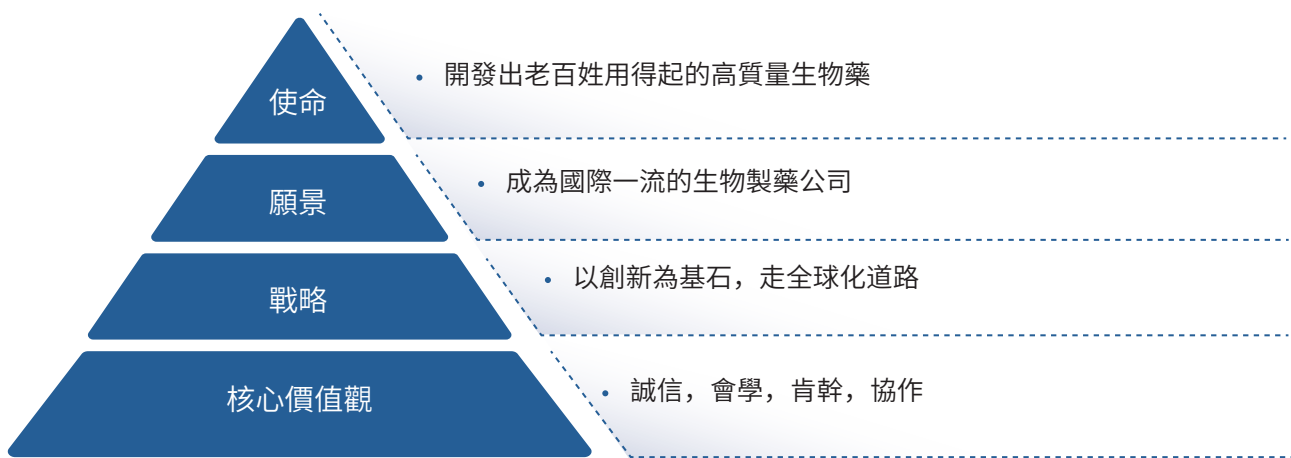 使命
• 開發出老百姓用得起的高質量生物藥
願景
• 成為國際一流的生物製藥公司
戰略
• 以創新為基石，走全球化道路
核心價值觀
• 誠信，會學，肯幹，協作